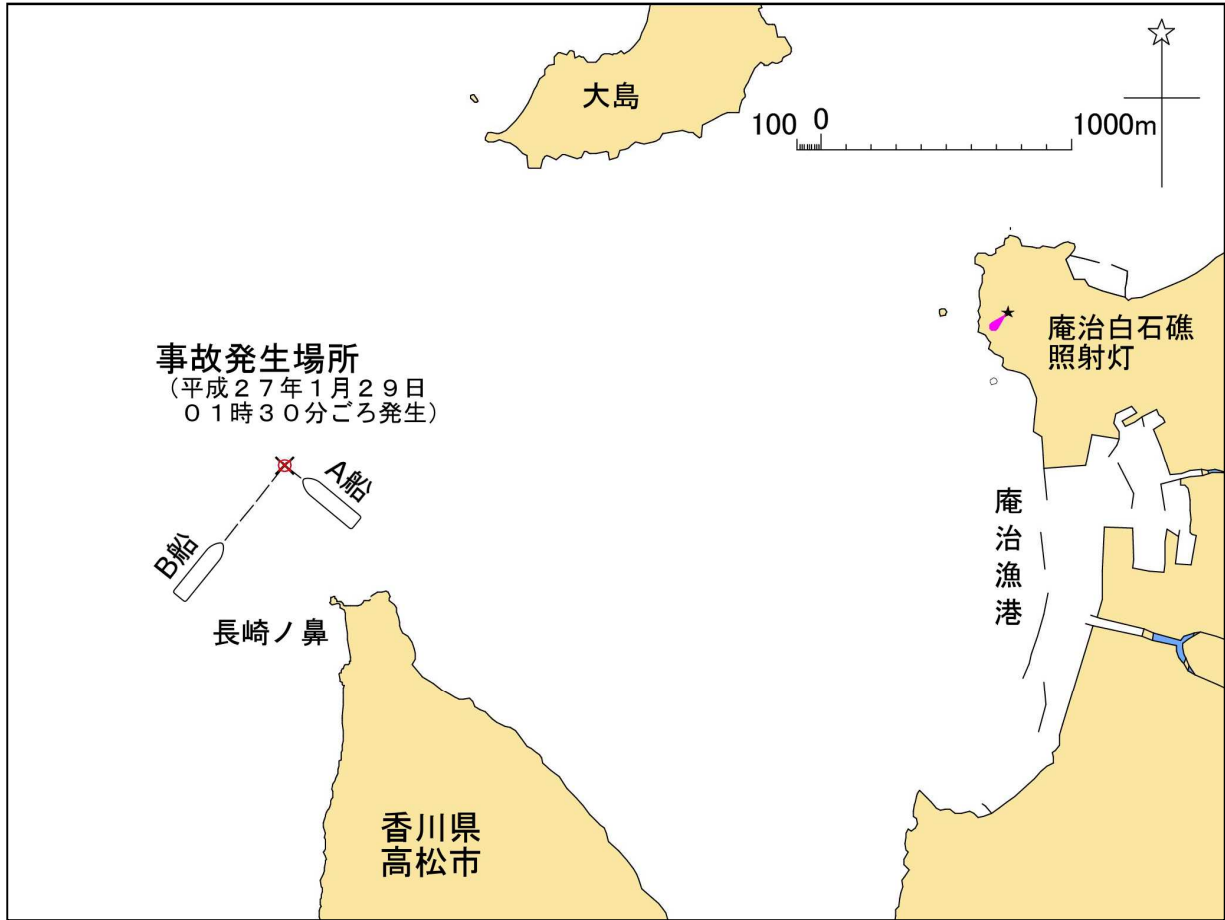 大島
100 0 1000m
庵治白石礁
照射灯
事故発生場所
（平成２７年１月２９日
０１時３０分ごろ発生）
A船
B船
長崎ノ鼻
庵治漁港
香川県
高松市